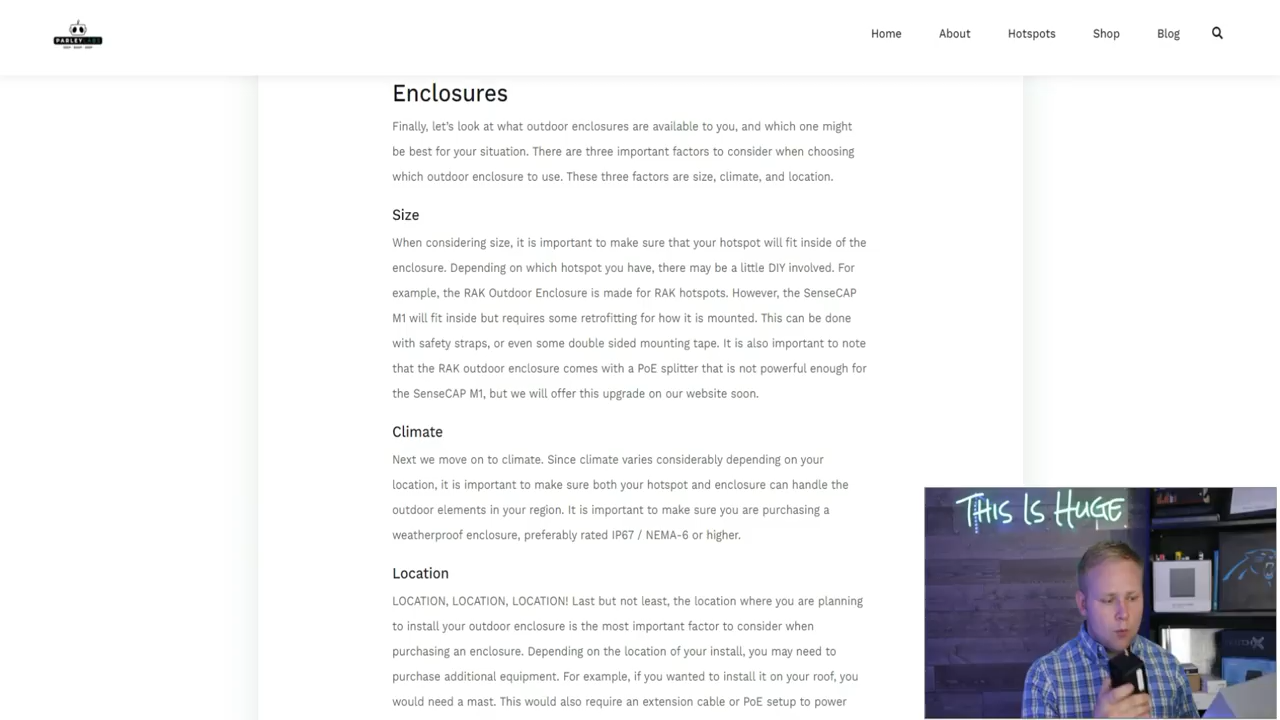 PARLEY LABS
Home
About
Hotspots
Shop
Blog
Enclosures
Finally, let's look at what outdoor enclosures are available to you, and which one might
be best for your situation. There are three important factors to consider when choosing
which outdoor enclosure to use. These three factors are size, climate, and location.
Size
When considering size, it is important to make sure that your hotspot will fit inside of the
enclosure. Depending on which hotspot you have, there may be a little DIY involved. For
example, the RAK Outdoor Enclosure is made for RAK hotspots. However, the SenseCAP
M1 will fit inside but requires some retrofitting for how it is mounted. This can be done
with safety straps, or even some double sided mounting tape. It is also important to note
that the RAK outdoor enclosure comes with a PoE splitter that is not powerful enough for
the SenseCAP M1, but we will offer this upgrade on our website soon.
Climate
Next we move on to climate. Since climate varies considerably depending on your
location, it is important to make sure both your hotspot and enclosure can handle the
outdoor elements in your region. It is important to make sure you are purchasing a
weatherproof enclosure, preferably rated IP67 / NEMA-6 or higher.
Location
LOCATION, LOCATION, LOCATION! Last but not least, the location where you are planning
to install your outdoor enclosure is the most important factor to consider when
purchasing an enclosure. Depending on the location of your install, you may need to
purchase additional equipment. For example, if you wanted to install it on your roof, you
would need a mast. This would also require an extension cable or PoE setup to power
THIS IS HUGE